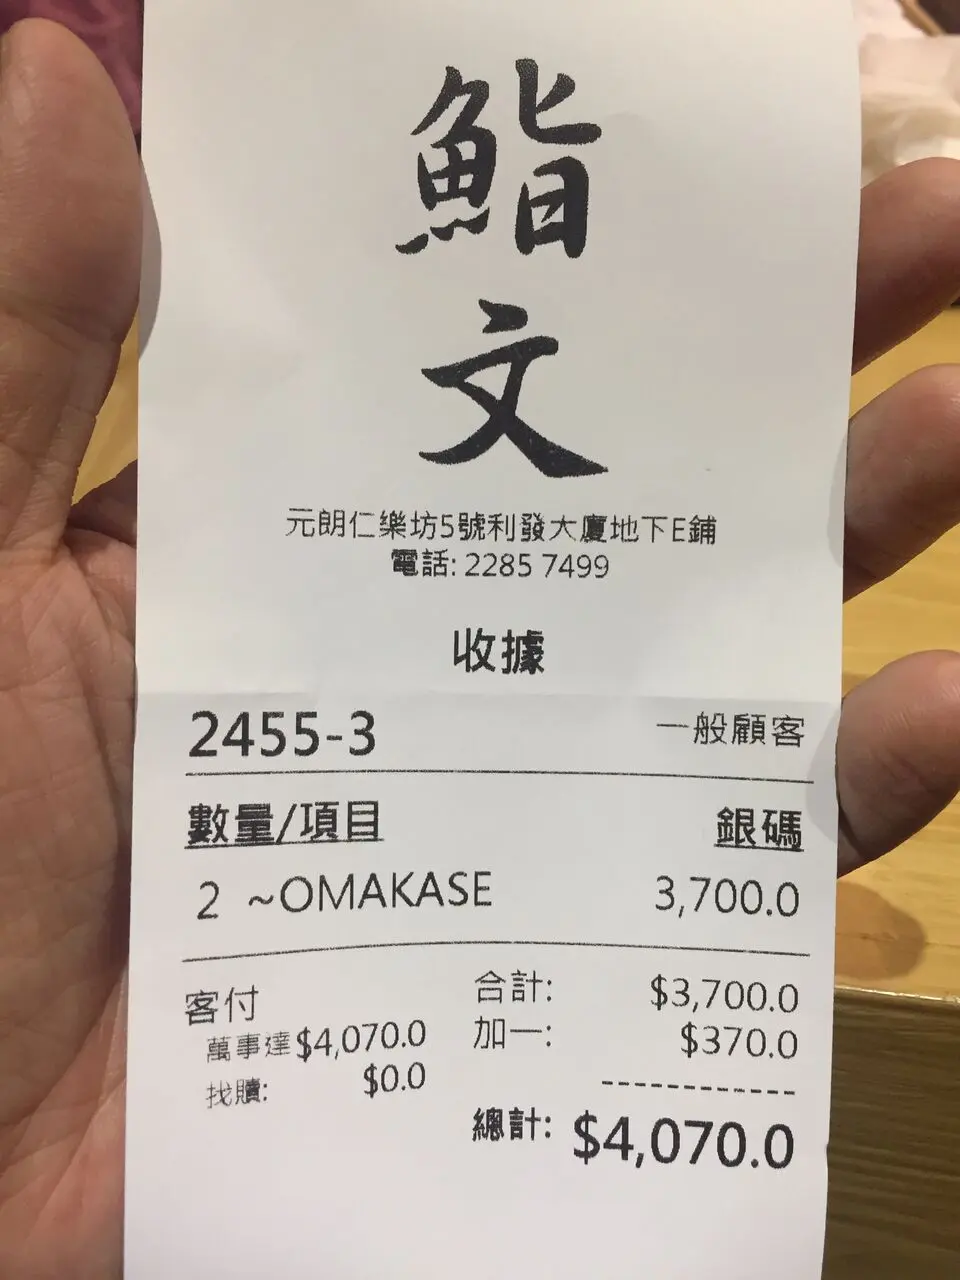 鮨
文
元朗仁樂坊5號利發大廈地下E鋪
電話: 2285 7499
收據
2455-3 一般顧客
數量/項目 銀碼
2 ~OMAKASE 3,700.0
客付 合計: $3,700.0
萬事達 $4,070.0 加一: $370.0
找贖: $0.0
------------
總計: $4,070.0